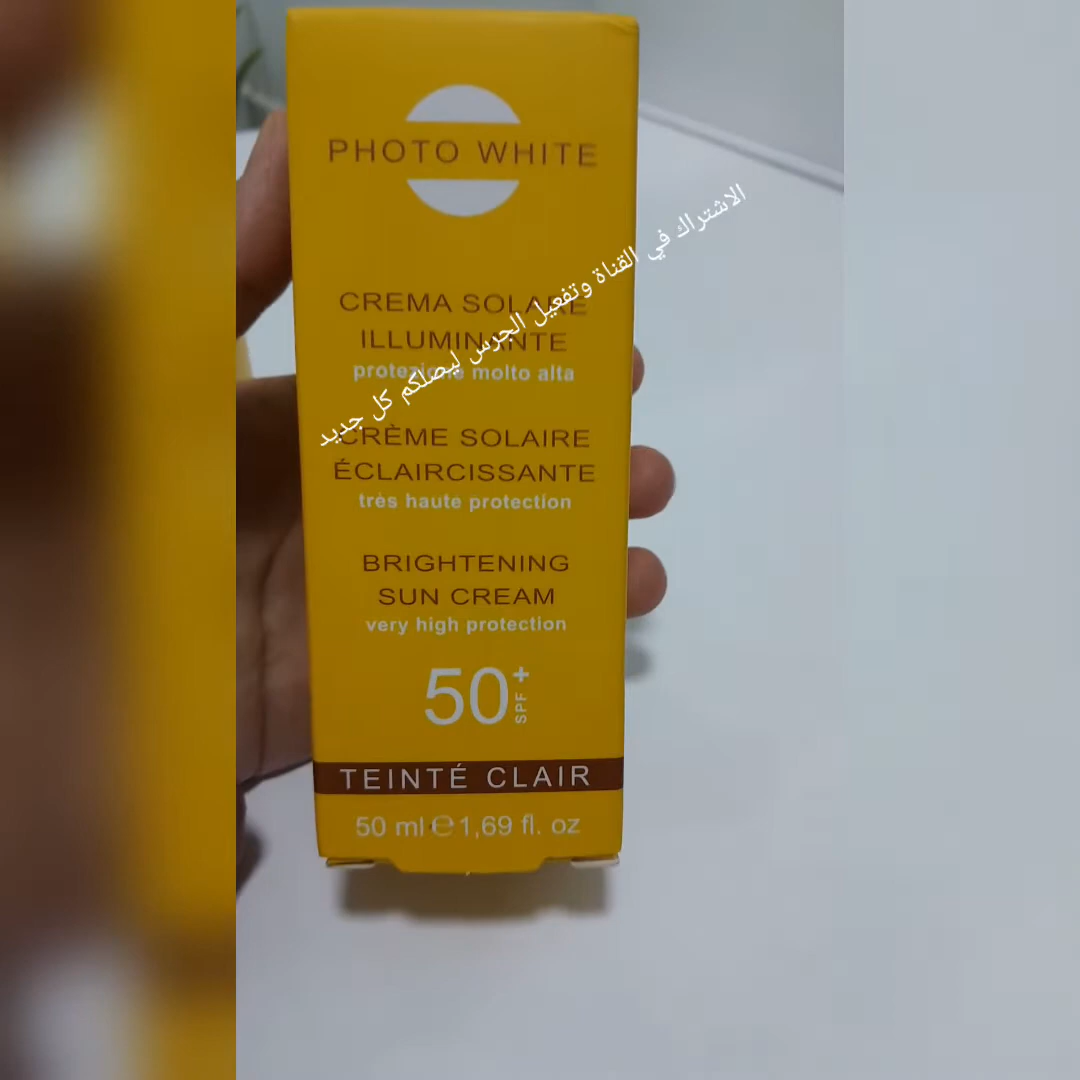 PHOTO WHITE
الاشتراك في القناة وتفعيل الجرس ليصلكم كل جديد
CREMA SOLARE
ILLUMINANTE
protezione molto alta
CRÈME SOLAIRE
ÉCLAIRCISSANTE
trés haute protection
BRIGHTENING
SUN CREAM
very high protection
50+ SPF
TEINTÉ CLAIR
50 ml ℮ 1,69 fl. oz